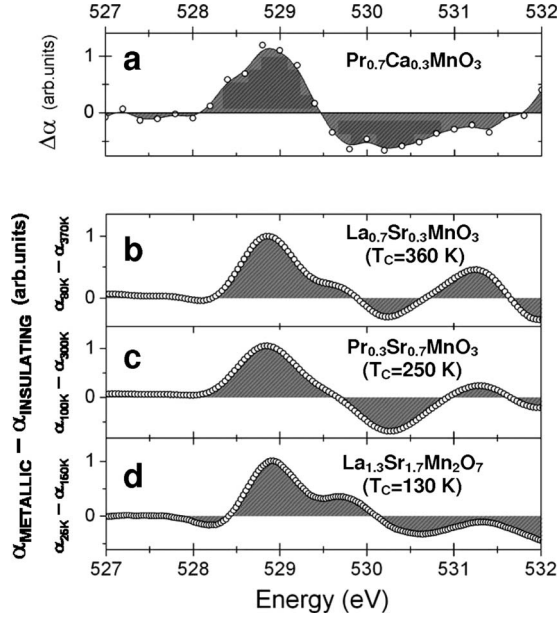 527 528 529 530 531 532
a
Pr0.7Ca0.3MnO3
Δα (arb.units)
1
0
αMETALLIC – αINSULATING (arb.units)
b
La0.7Sr0.3MnO3
(TC=360 K)
α80K – α370K
1
0
c
Pr0.3Sr0.7MnO3
(TC=250 K)
α100K – α300K
1
0
d
La1.3Sr1.7Mn2O7
(TC=130 K)
α25K – α150K
1
0
527 528 529 530 531 532
Energy (eV)